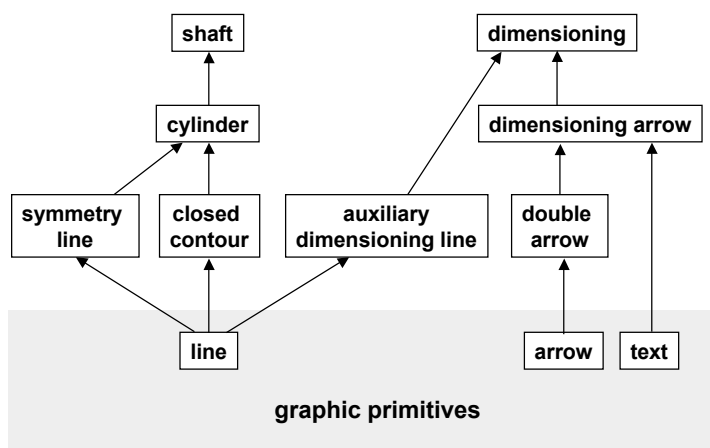 shaft
dimensioning
cylinder
dimensioning arrow
symmetry
line
closed
contour
auxiliary
dimensioning line
double
arrow
line
arrow
text
graphic primitives